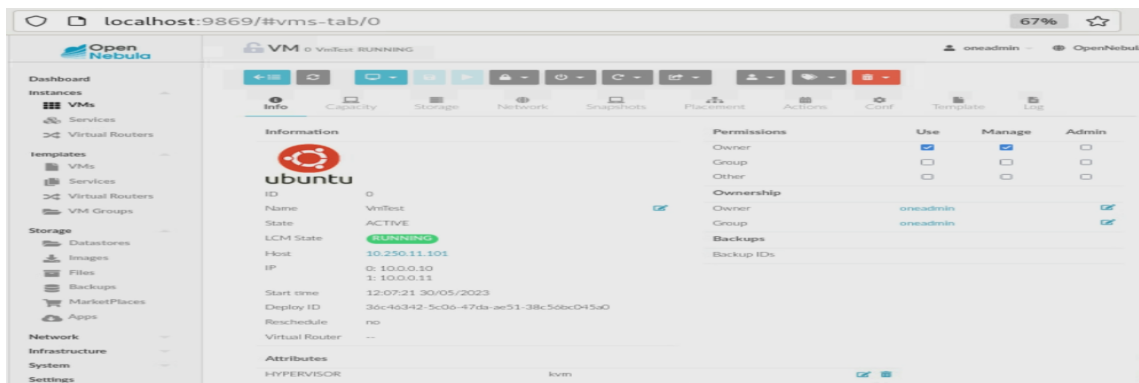 localhost:9869/#vms-tab/0
67%
Open
Nebula
VM 0 VmTest RUNNING
oneadmin
OpenNebul
Dashboard
Instances
VMs
Services
Virtual Routers
Templates
VMs
Services
Virtual Routers
VM Groups
Storage
Datastores
Images
Files
Backups
MarketPlaces
Apps
Network
Infrastructure
System
Settings
Info
Capacity
Storage
Network
Snapshots
Placement
Actions
Conf
Template
Log
Information
ubuntu
ID 0
Name VmTest
State ACTIVE
LCM State RUNNING
Host 10.250.11.101
IP 0: 10.0.0.10
1: 10.0.0.11
Start time 12:07:21 30/05/2023
Deploy ID 36c46342-5c06-47da-ae51-38c56bc045a0
Reschedule no
Virtual Router --
Attributes
HYPERVISOR kvm
Permissions Use Manage Admin
Owner
Group
Other
Ownership
Owner oneadmin
Group oneadmin
Backups
Backup IDs